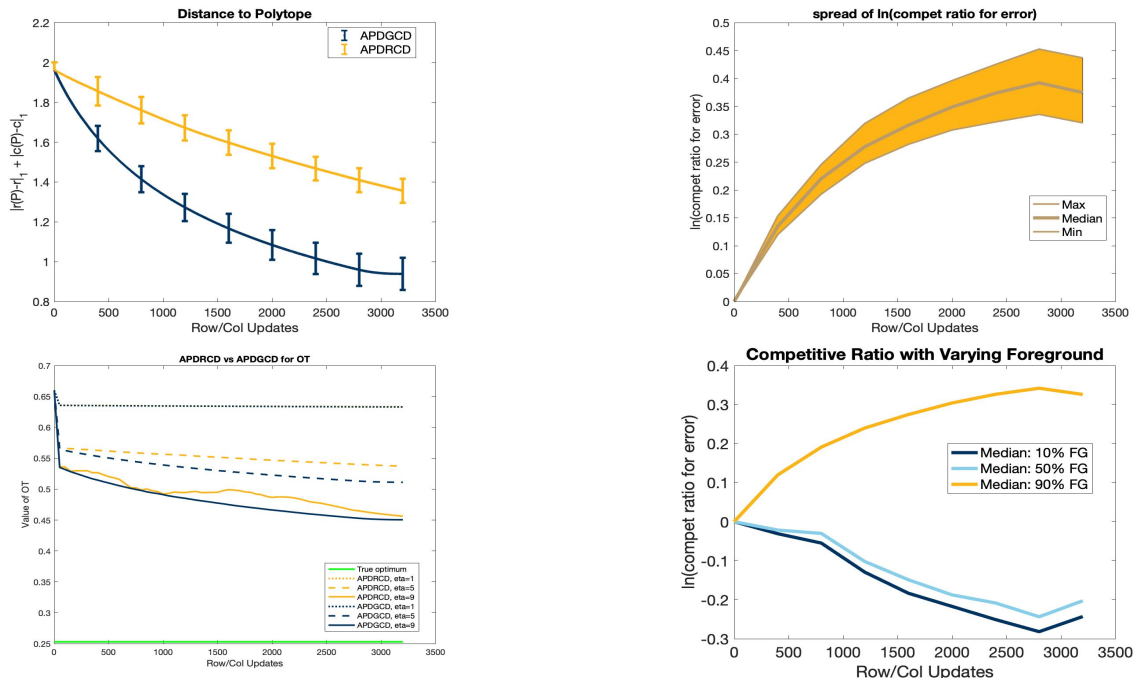 Distance to Polytope
2.2
2
1.8
1.6
1.4
1.2
1
0.8
|r(P)-r|1 + |c(P)-c|1
APDGCD
APDRCD
0 500 1000 1500 2000 2500 3000 3500
Row/Col Updates
spread of ln(compet ratio for error)
0.5
0.45
0.4
0.35
0.3
0.25
0.2
0.15
0.1
0.05
0
ln(compet ratio for error)
Max
Median
Min
0 500 1000 1500 2000 2500 3000 3500
Row/Col Updates
APDRCD vs APDGCD for OT
0.7
0.65
0.6
0.55
0.5
0.45
0.4
0.35
0.3
0.25
Value of OT
True optimum
APDRCD, eta=1
APDRCD, eta=5
APDRCD, eta=9
APDGCD, eta=1
APDGCD, eta=5
APDGCD, eta=9
0 500 1000 1500 2000 2500 3000 3500
Row/Col Updates
Competitive Ratio with Varying Foreground
0.4
0.3
0.2
0.1
0
-0.1
-0.2
-0.3
ln(compet ratio for error)
Median: 10% FG
Median: 50% FG
Median: 90% FG
0 500 1000 1500 2000 2500 3000 3500
Row/Col Updates